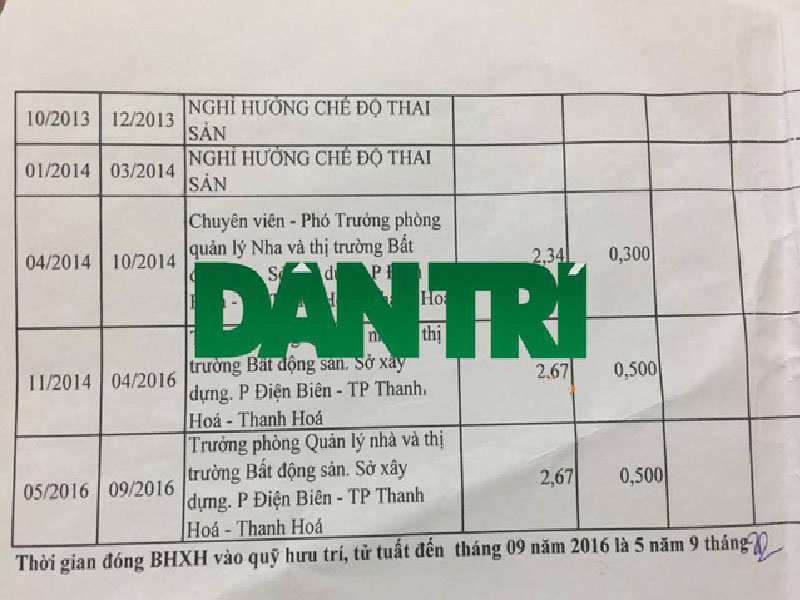 10/2013 12/2013 NGHỈ HƯỞNG CHẾ ĐỘ THAI
SẢN
01/2014 03/2014 NGHỈ HƯỞNG CHẾ ĐỘ THAI
SẢN
Chuyên viên - Phó Trưởng phòng
quản lý Nha và thị trường Bất
04/2014 10/2014 2,34 0,300
P Điện
Hoá
DÂN TRÍ
thị
trường Bất động sản. Sở xây
11/2014 04/2016 dựng. P Điện Biên - TP Thanh. 2,67 0,500
Hoá - Thanh Hoá
Trưởng phòng Quản lý nhà và thị
trường Bất động sản. Sở xây
05/2016 09/2016 dựng. P Điện Biên - TP Thanh 2,67 0,500
Hoá - Thanh Hoá
Thời gian đóng BHXH vào quỹ hưu trí, tử tuất đến tháng 09 năm 2016 là 5 năm 9 tháng